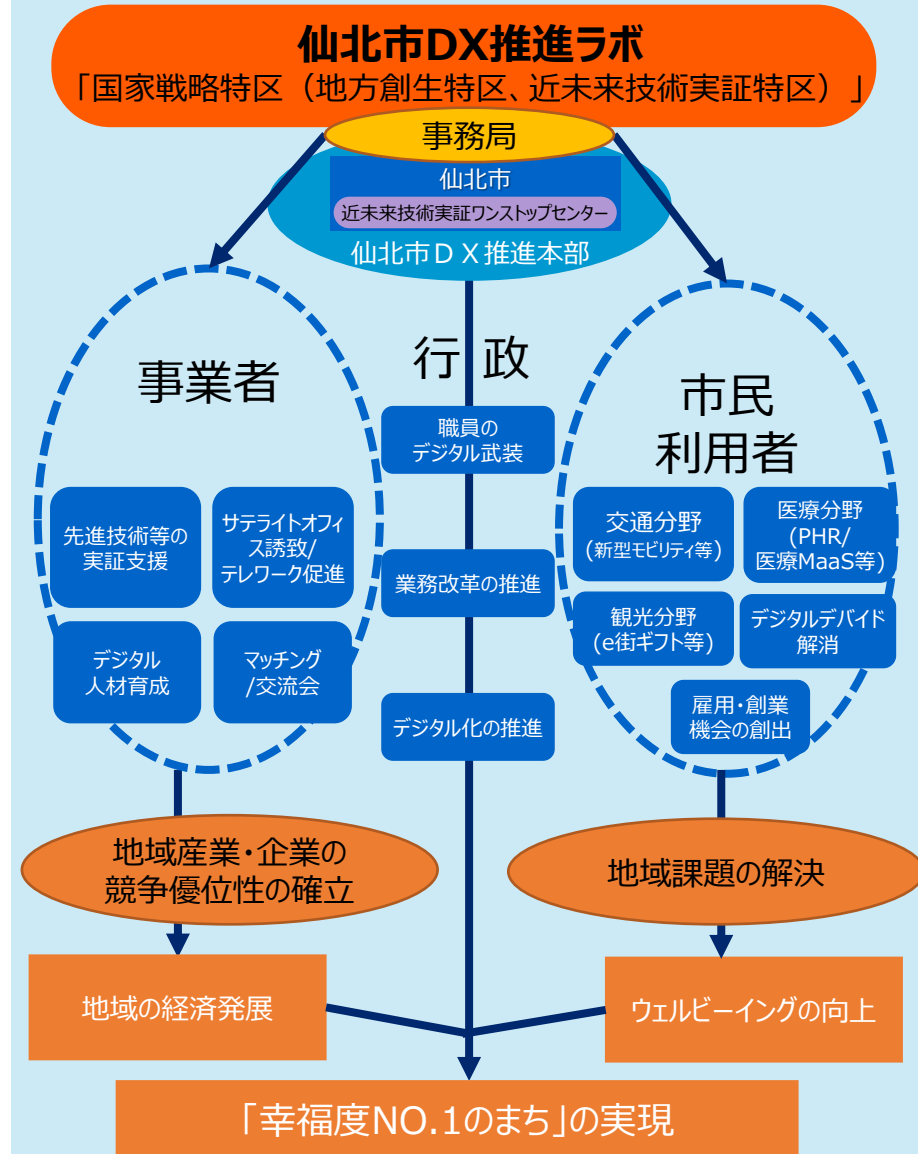 仙北市DX推進ラボ
「国家戦略特区（地方創生特区、近未来技術実証特区）」
事務局
仙北市
近未来技術実証ワンストップセンター
仙北市ＤＸ推進本部
事業者
先進技術等の
実証支援
サテライトオフィ
ス誘致/
テレワーク促進
デジタル
人材育成
マッチング
/交流会
行 政
職員の
デジタル武装
業務改革の推進
デジタル化の推進
市民
利用者
交通分野
(新型モビリティ等)
医療分野
(PHR/
医療MaaS等)
観光分野
(e街ギフト等)
デジタルデバイド
解消
雇用・創業
機会の創出
地域産業・企業の
競争優位性の確立
地域課題の解決
地域の経済発展
ウェルビーイングの向上
「幸福度NO.1のまち」の実現